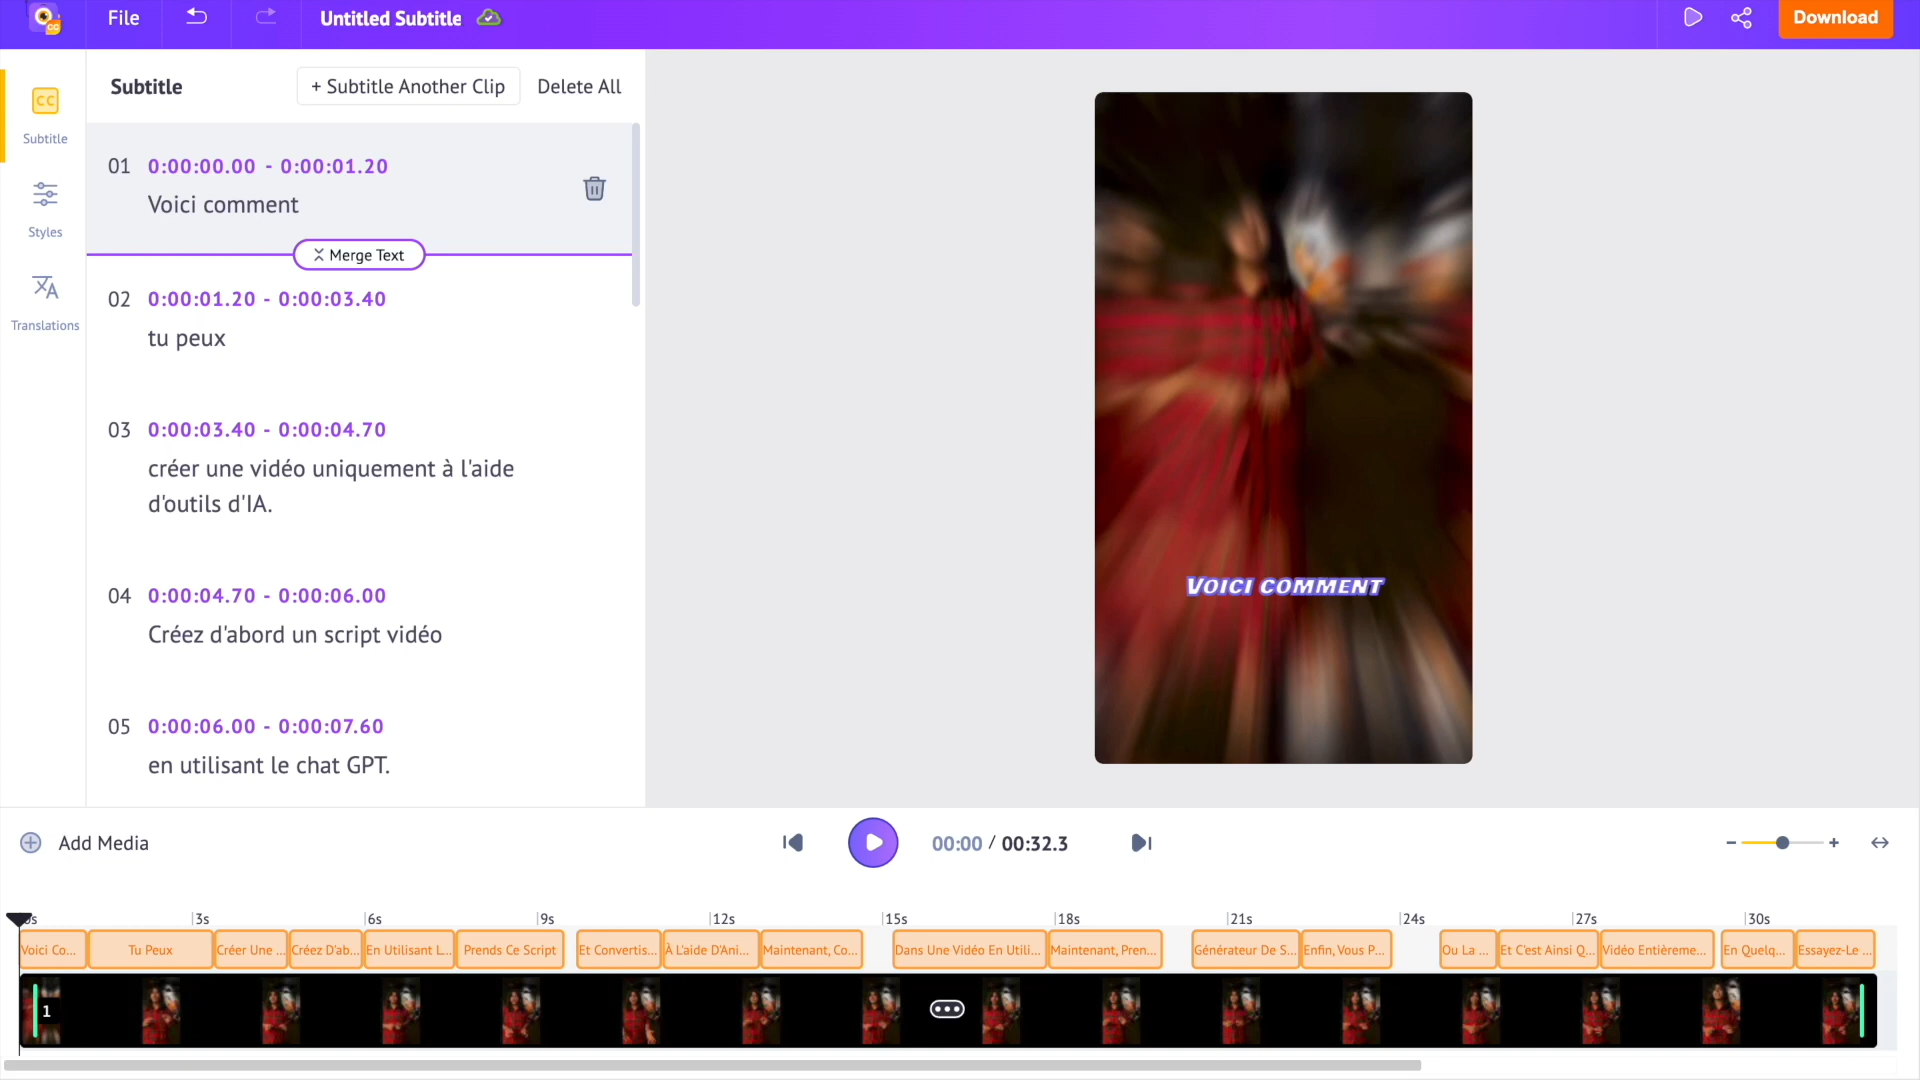 File
Untitled Subtitle
Download
CC
Subtitle
Styles
Translations
Subtitle
+ Subtitle Another Clip
Delete All
01 0:00:00.00 - 0:00:01.20
Voici comment
Merge Text
02 0:00:01.20 - 0:00:03.40
tu peux
03 0:00:03.40 - 0:00:04.70
créer une vidéo uniquement à l'aide
d'outils d'IA.
04 0:00:04.70 - 0:00:06.00
Créez d'abord un script vidéo
05 0:00:06.00 - 0:00:07.60
en utilisant le chat GPT.
VOICI COMMENT
Add Media
00:00 / 00:32.3
3s 6s 9s 12s 15s 18s 21s 24s 27s 30s
Voici Co... Tu Peux Créer Une ... Créez D'ab... En Utilisant L... Prends Ce Script Et Convertis... À L'aide D'Ani... Maintenant, Co... Dans Une Vidéo En Utili... Maintenant, Pren... Générateur De S... Enfin, Vous P... Ou La ... Et C'est Ainsi Q... Vidéo Entièreme... En Quelq... Essayez-Le ...
1